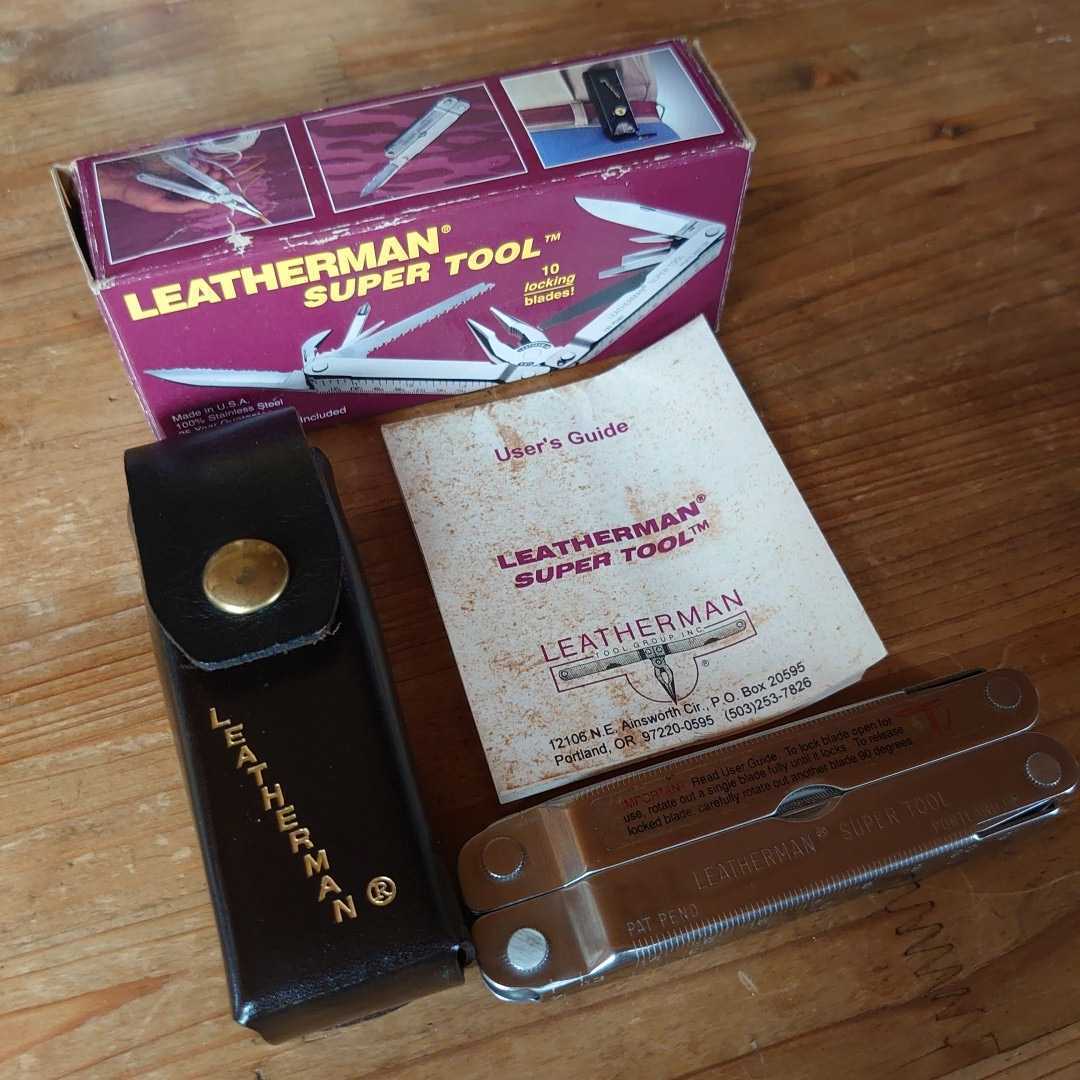 LEATHERMAN®
SUPER TOOL™
10
locking
blades!
Made in U.S.A.
100% Stainless Steel
25 Year Included
User's Guide
LEATHERMAN®
SUPER TOOL™
LEATHERMAN
TOOL GROUP, INC.
®
12106 N.E. Ainsworth Cir., P.O. Box 20595
Portland, OR 97220-0595 (503)253-7826
LEATHERMAN®
IMPORTANT: Read User Guide. To lock blade open for
use, rotate out a single blade fully until it locks. To release
locked blade: carefully rotate out another blade 90 degrees.
LEATHERMAN® SUPER TOOL
PAT. PEND.